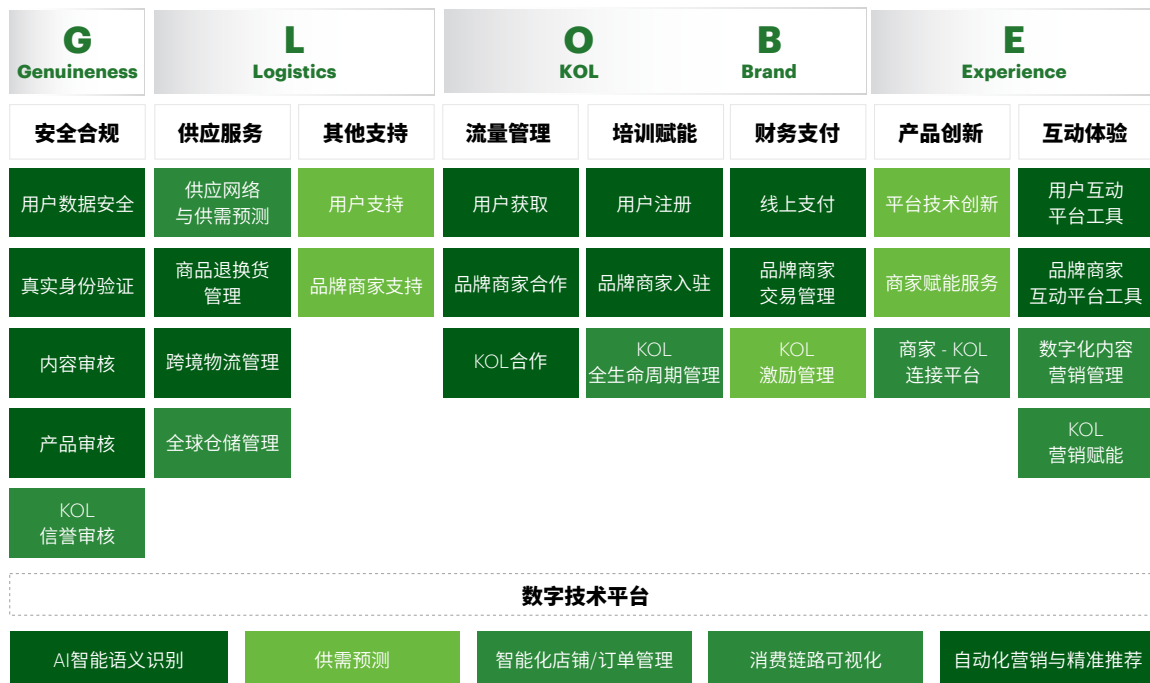 G
Genuineness
L
Logistics
O
KOL
B
Brand
E
Experience
安全合规
供应服务
其他支持
流量管理
培训赋能
财务支付
产品创新
互动体验
用户数据安全
供应网络
与供需预测
用户支持
用户获取
用户注册
线上支付
平台技术创新
用户互动
平台工具
真实身份验证
商品退换货
管理
品牌商家支持
品牌商家合作
品牌商家入驻
品牌商家
交易管理
商家赋能服务
品牌商家
互动平台工具
内容审核
跨境物流管理
KOL合作
KOL
全生命周期管理
KOL
激励管理
商家 - KOL
连接平台
数字化内容
营销管理
产品审核
全球仓储管理
KOL
营销赋能
KOL
信誉审核
数字技术平台
AI智能语义识别
供需预测
智能化店铺/订单管理
消费链路可视化
自动化营销与精准推荐